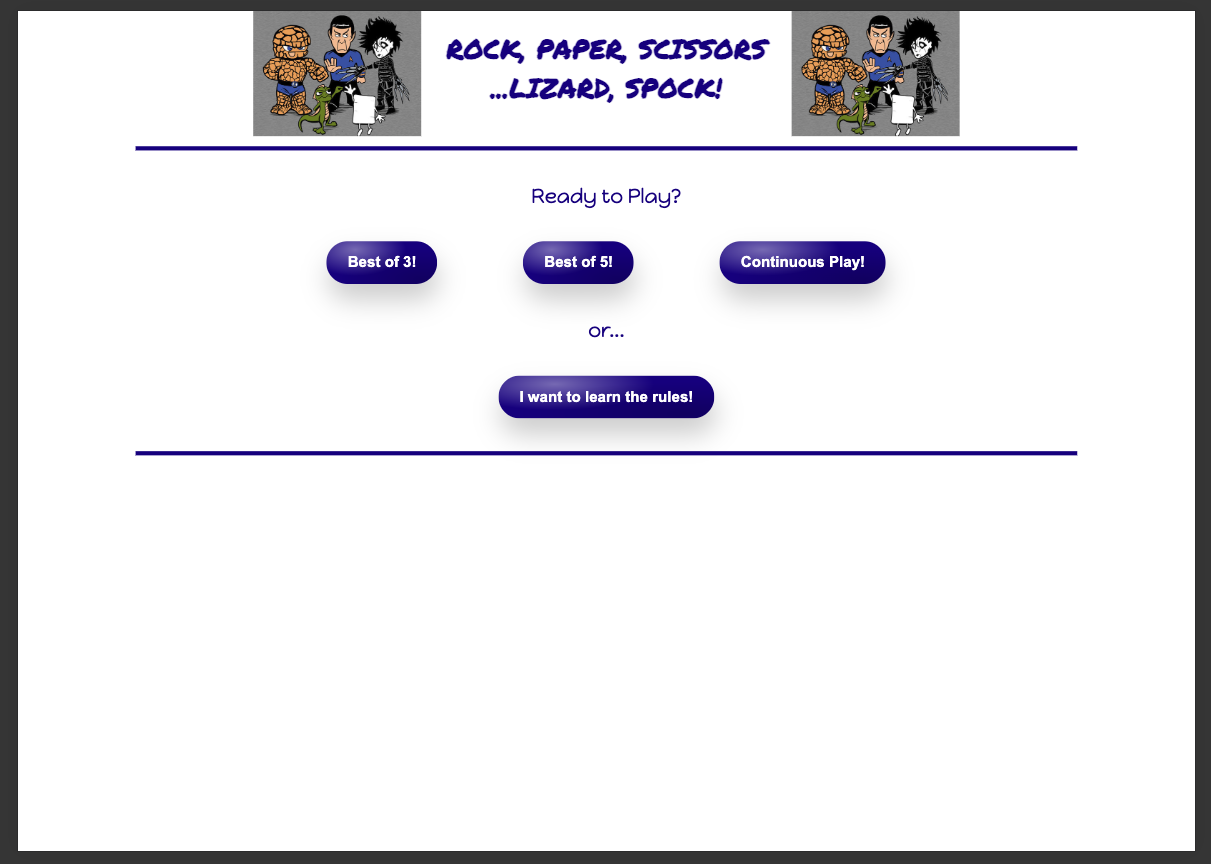 ROCK, PAPER, SCISSORS
...LIZARD, SPOCK!
Ready to Play?
Best of 3!
Best of 5!
Continuous Play!
or...
I want to learn the rules!